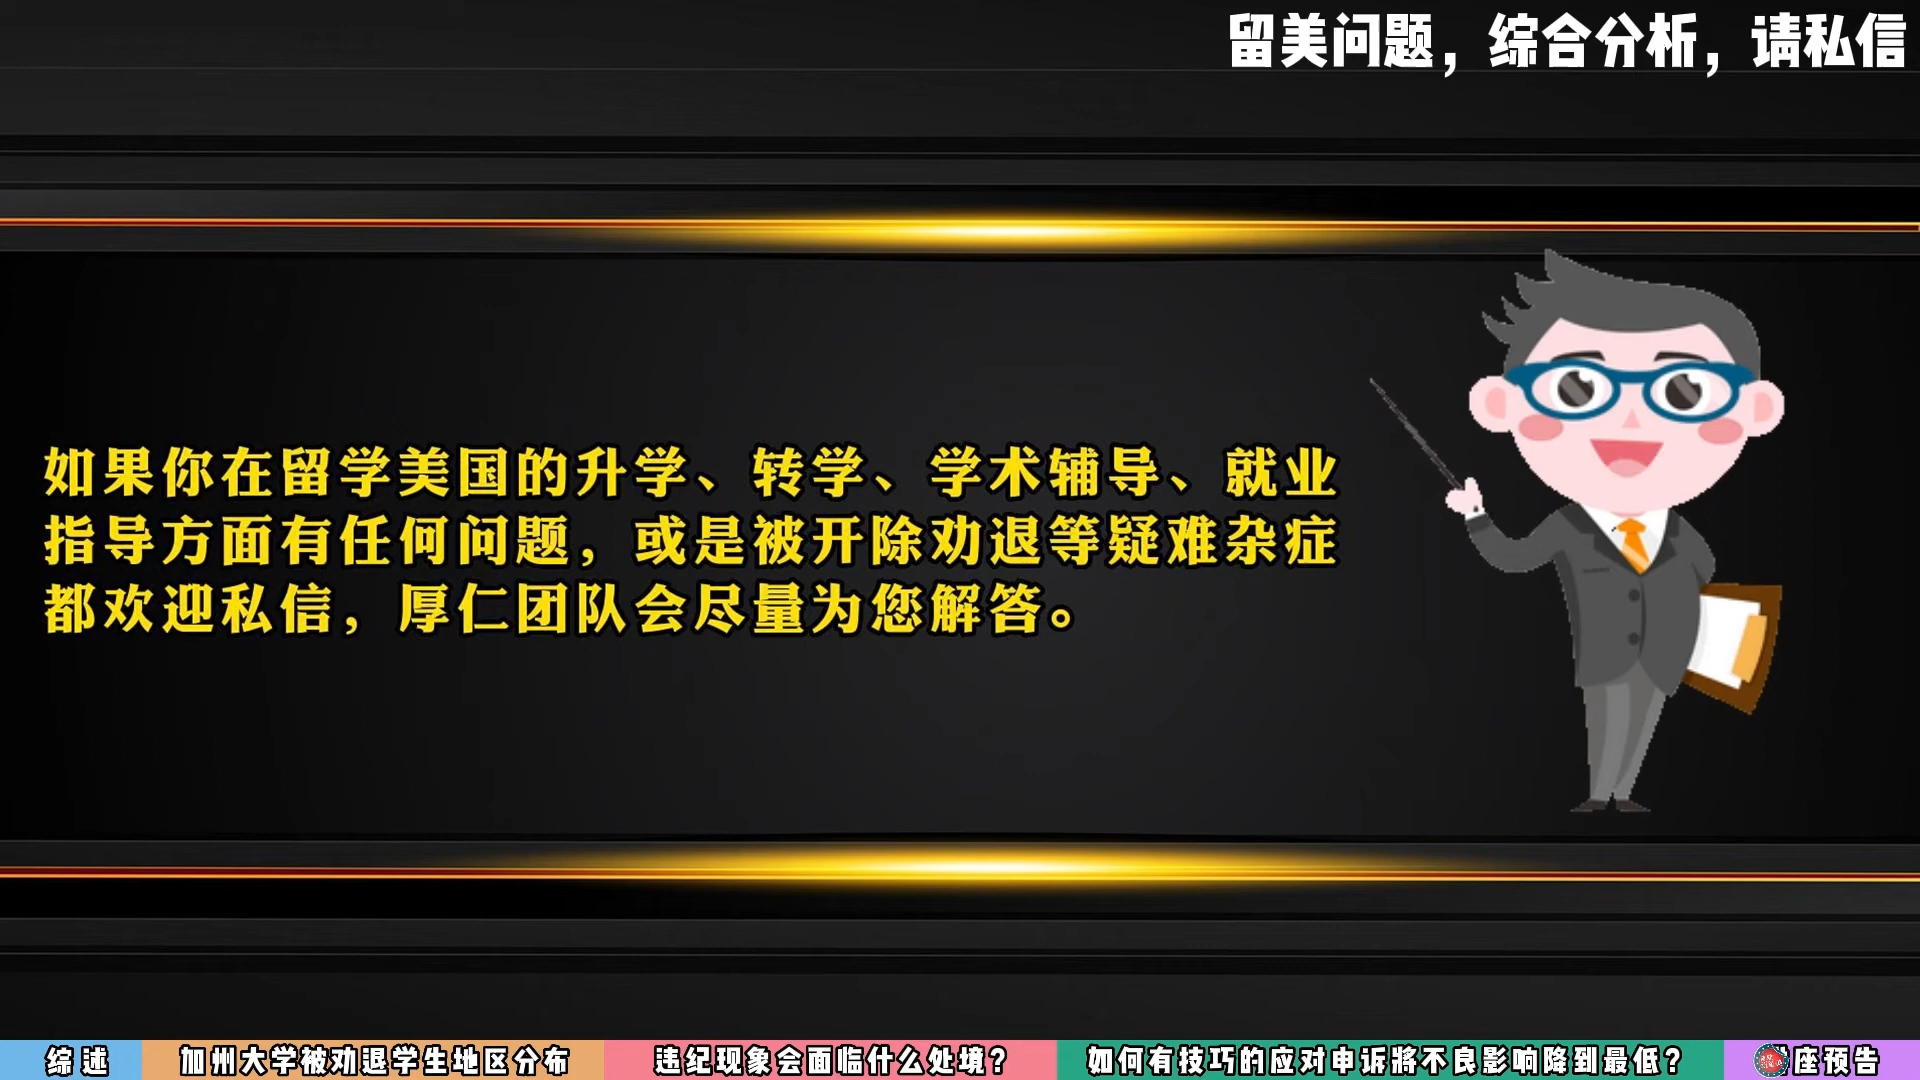 留美问题，综合分析，请私信
如果你在留学美国的升学、转学、学术辅导、就业
指导方面有任何问题，或是被开除劝退等疑难杂症
都欢迎私信，厚仁团队会尽量为您解答。
综述
加州大学被劝退学生地区分布
违纪现象会面临什么处境？
如何有技巧的应对申诉將不良影响降到最低？
座预告